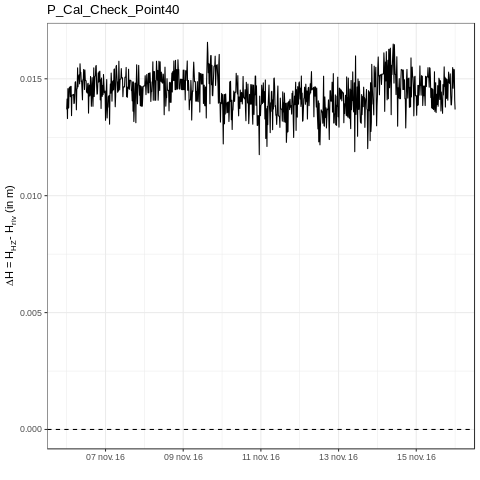 P_Cal_Check_Point40
ΔH = H_HZ - H_riv (in m)
0.015
0.010
0.005
0.000
07 nov. 16
09 nov. 16
11 nov. 16
13 nov. 16
15 nov. 16